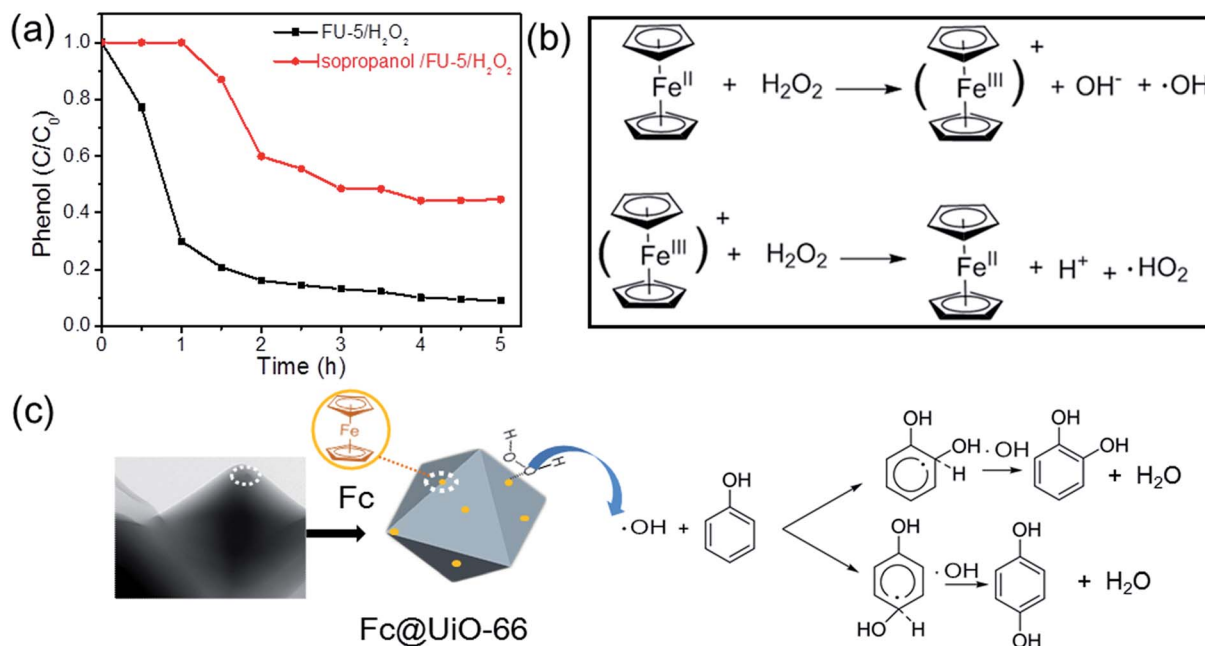 (a)
FU-5/H₂O₂
Isopropanol /FU-5/H₂O₂
1.0
0.8
0.6
0.4
0.2
0.0
Phenol (C/C₀)
0 1 2 3 4 5
Time (h)
(b)
Feᴵᴵ + H₂O₂ ( Feᴵᴵᴵ )⁺ + OH⁻ + ·OH
( Feᴵᴵᴵ )⁺ + H₂O₂ Feᴵᴵ + H⁺ + ·HO₂
(c)
Fe
Fc
H O O H
Fc@UiO-66
·OH + OH
OH OH H ·OH OH OH + H₂O
OH HO H ·OH OH OH + H₂O